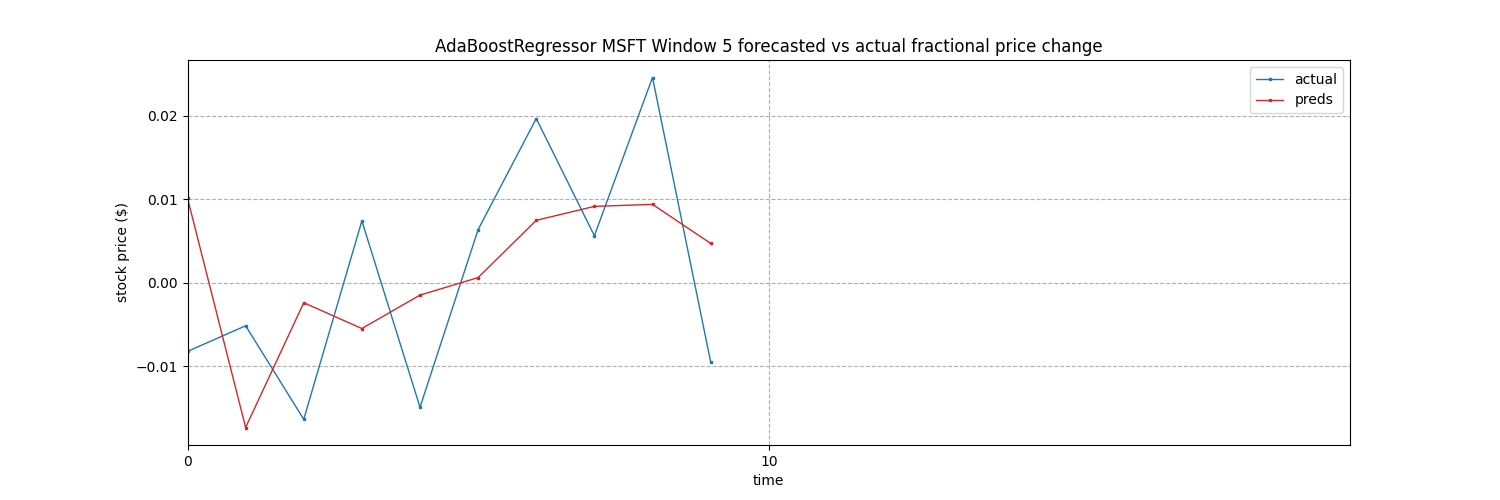 AdaBoostRegressor MSFT Window 5 forecasted vs actual fractional price change
actual
preds
0.02
0.01
0.00
−0.01
stock price ($)
0
10
time